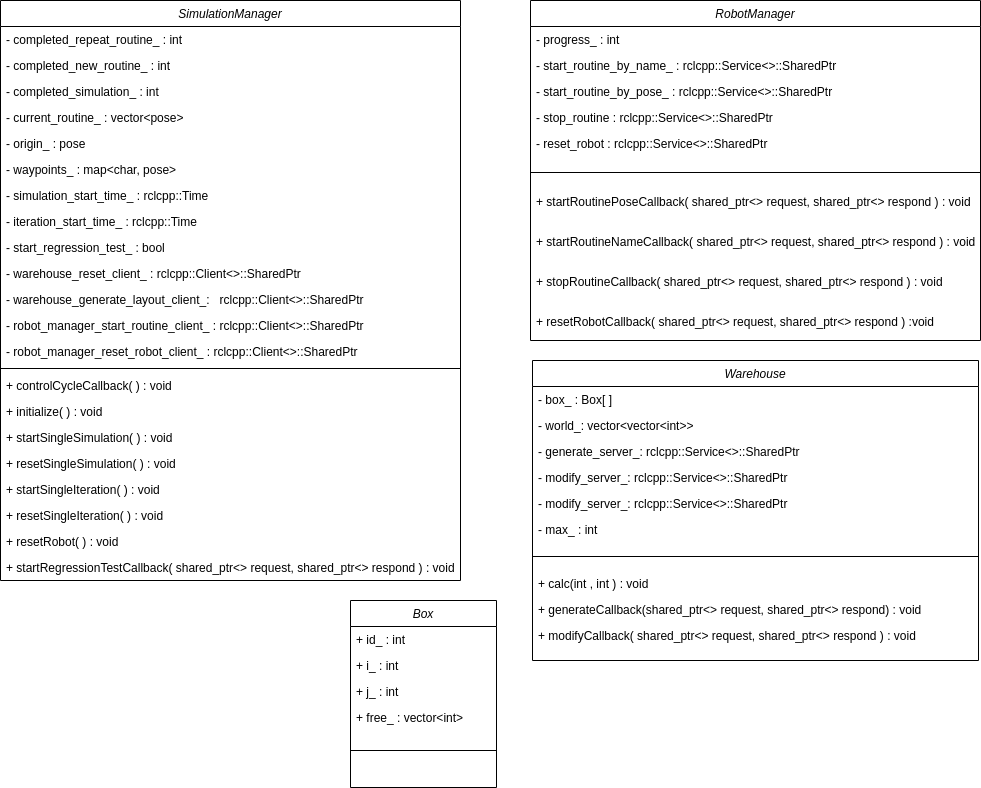 SimulationManager
- completed_repeat_routine_ : int
- completed_new_routine_ : int
- completed_simulation_ : int
- current_routine_ : vector<pose>
- origin_ : pose
- waypoints_ : map<char, pose>
- simulation_start_time_ : rclcpp::Time
- iteration_start_time_ : rclcpp::Time
- start_regression_test_ : bool
- warehouse_reset_client_ : rclcpp::Client<>::SharedPtr
- warehouse_generate_layout_client_:   rclcpp::Client<>::SharedPtr
- robot_manager_start_routine_client_ : rclcpp::Client<>::SharedPtr
- robot_manager_reset_robot_client_ : rclcpp::Client<>::SharedPtr
+ controlCycleCallback( ) : void
+ initialize( ) : void
+ startSingleSimulation( ) : void
+ resetSingleSimulation( ) : void
+ startSingleIteration( ) : void
+ resetSingleIteration( ) : void
+ resetRobot( ) : void
+ startRegressionTestCallback( shared_ptr<> request, shared_ptr<> respond ) : void
RobotManager
- progress_ : int
- start_routine_by_name_ : rclcpp::Service<>::SharedPtr
- start_routine_by_pose_ : rclcpp::Service<>::SharedPtr
- stop_routine : rclcpp::Service<>::SharedPtr
- reset_robot : rclcpp::Service<>::SharedPtr
+ startRoutinePoseCallback( shared_ptr<> request, shared_ptr<> respond ) : void
+ startRoutineNameCallback( shared_ptr<> request, shared_ptr<> respond ) : void
+ stopRoutineCallback( shared_ptr<> request, shared_ptr<> respond ) : void
+ resetRobotCallback( shared_ptr<> request, shared_ptr<> respond ) :void
Warehouse
- box_ : Box[ ]
- world_: vector<vector<int>>
- generate_server_: rclcpp::Service<>::SharedPtr
- modify_server_: rclcpp::Service<>::SharedPtr
- modify_server_: rclcpp::Service<>::SharedPtr
- max_ : int
+ calc(int , int ) : void
+ generateCallback(shared_ptr<> request, shared_ptr<> respond) : void
+ modifyCallback( shared_ptr<> request, shared_ptr<> respond ) : void
Box
+ id_ : int
+ i_ : int
+ j_ : int
+ free_ : vector<int>